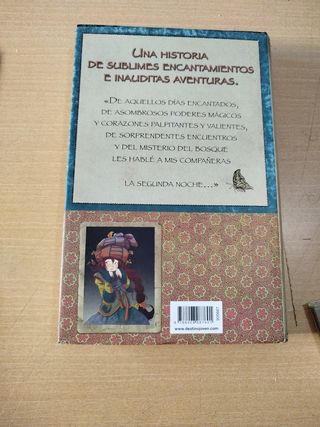 UNA HISTORIA
DE SUBLIMES ENCANTAMIENTOS
E INAUDITAS AVENTURAS.
«DE AQUELLOS DÍAS ENCANTADOS,
DE ASOMBROSOS PODERES MÁGICOS
Y CORAZONES PALPITANTES Y VALIENTES,
DE SORPRENDENTES ENCUENTROS
Y DEL MISTERIO DEL BOSQUE
LES HABLÉ A MIS COMPAÑERAS
LA SEGUNDA NOCHE...»
www.destinojoven.com